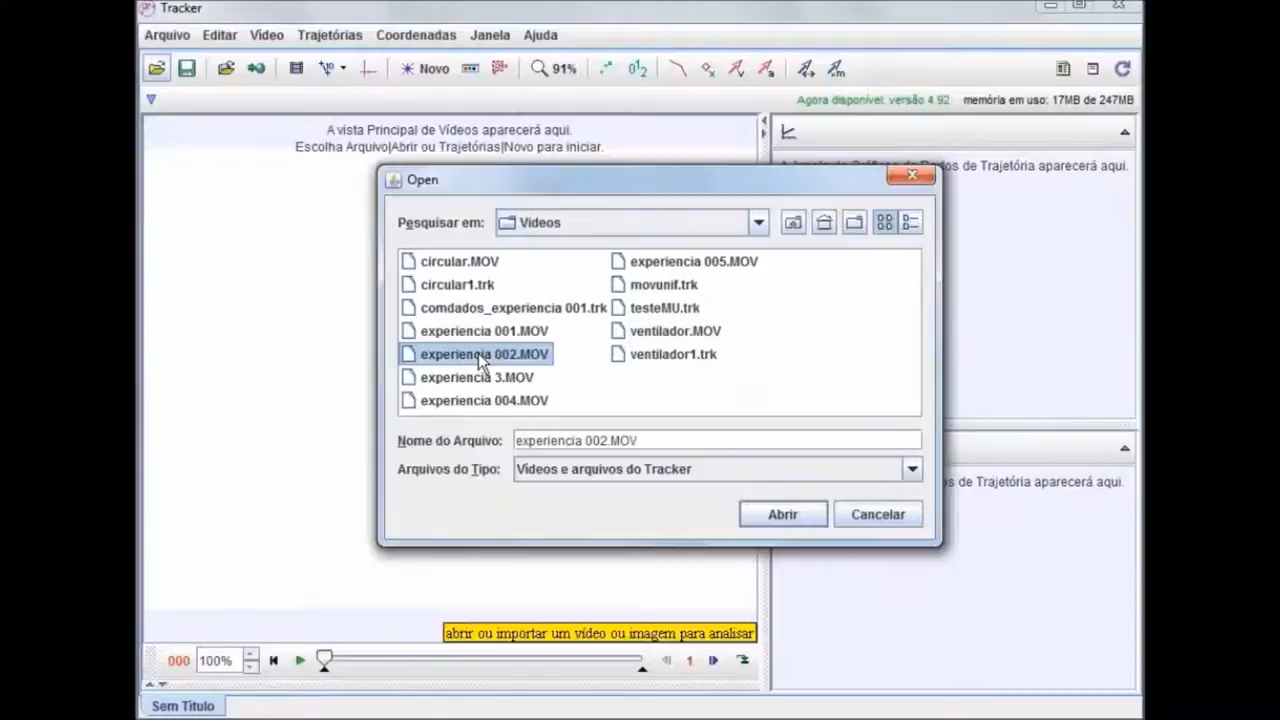 Tracker
Arquivo Editar Vídeo Trajetórias Coordenadas Janela Ajuda
Novo 91%
Agora disponível: versão 4.92 memória em uso: 17MB de 247MB
A vista Principal de Vídeos aparecerá aqui.
Escolha Arquivo|Abrir ou Trajetórias|Novo para iniciar.
de Dados de Trajetória aparecerá aqui.
Open
Pesquisar em: Videos
circular.MOV
circular1.trk
comdados_experiencia 001.trk
experiencia 001.MOV
experiencia 002.MOV
experiencia 3.MOV
experiencia 004.MOV
experiencia 005.MOV
movunif.trk
testeMU.trk
ventilador.MOV
ventilador1.trk
Nome do Arquivo: experiencia 002.MOV
Arquivos do Tipo: Vídeos e arquivos do Tracker
Abrir Cancelar
de Trajetória aparecerá aqui.
abrir ou importar um vídeo ou imagem para analisar
000 100% 1
Sem Título